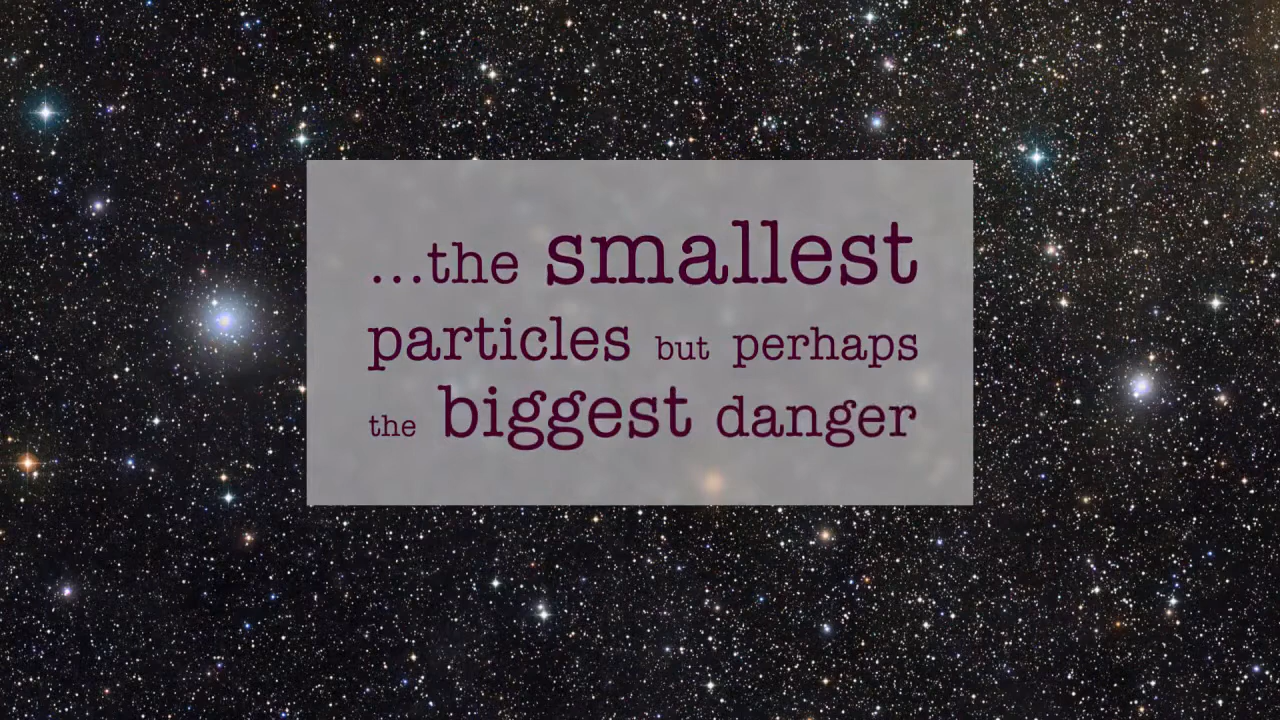 ...the smallest
particles but perhaps
the biggest danger